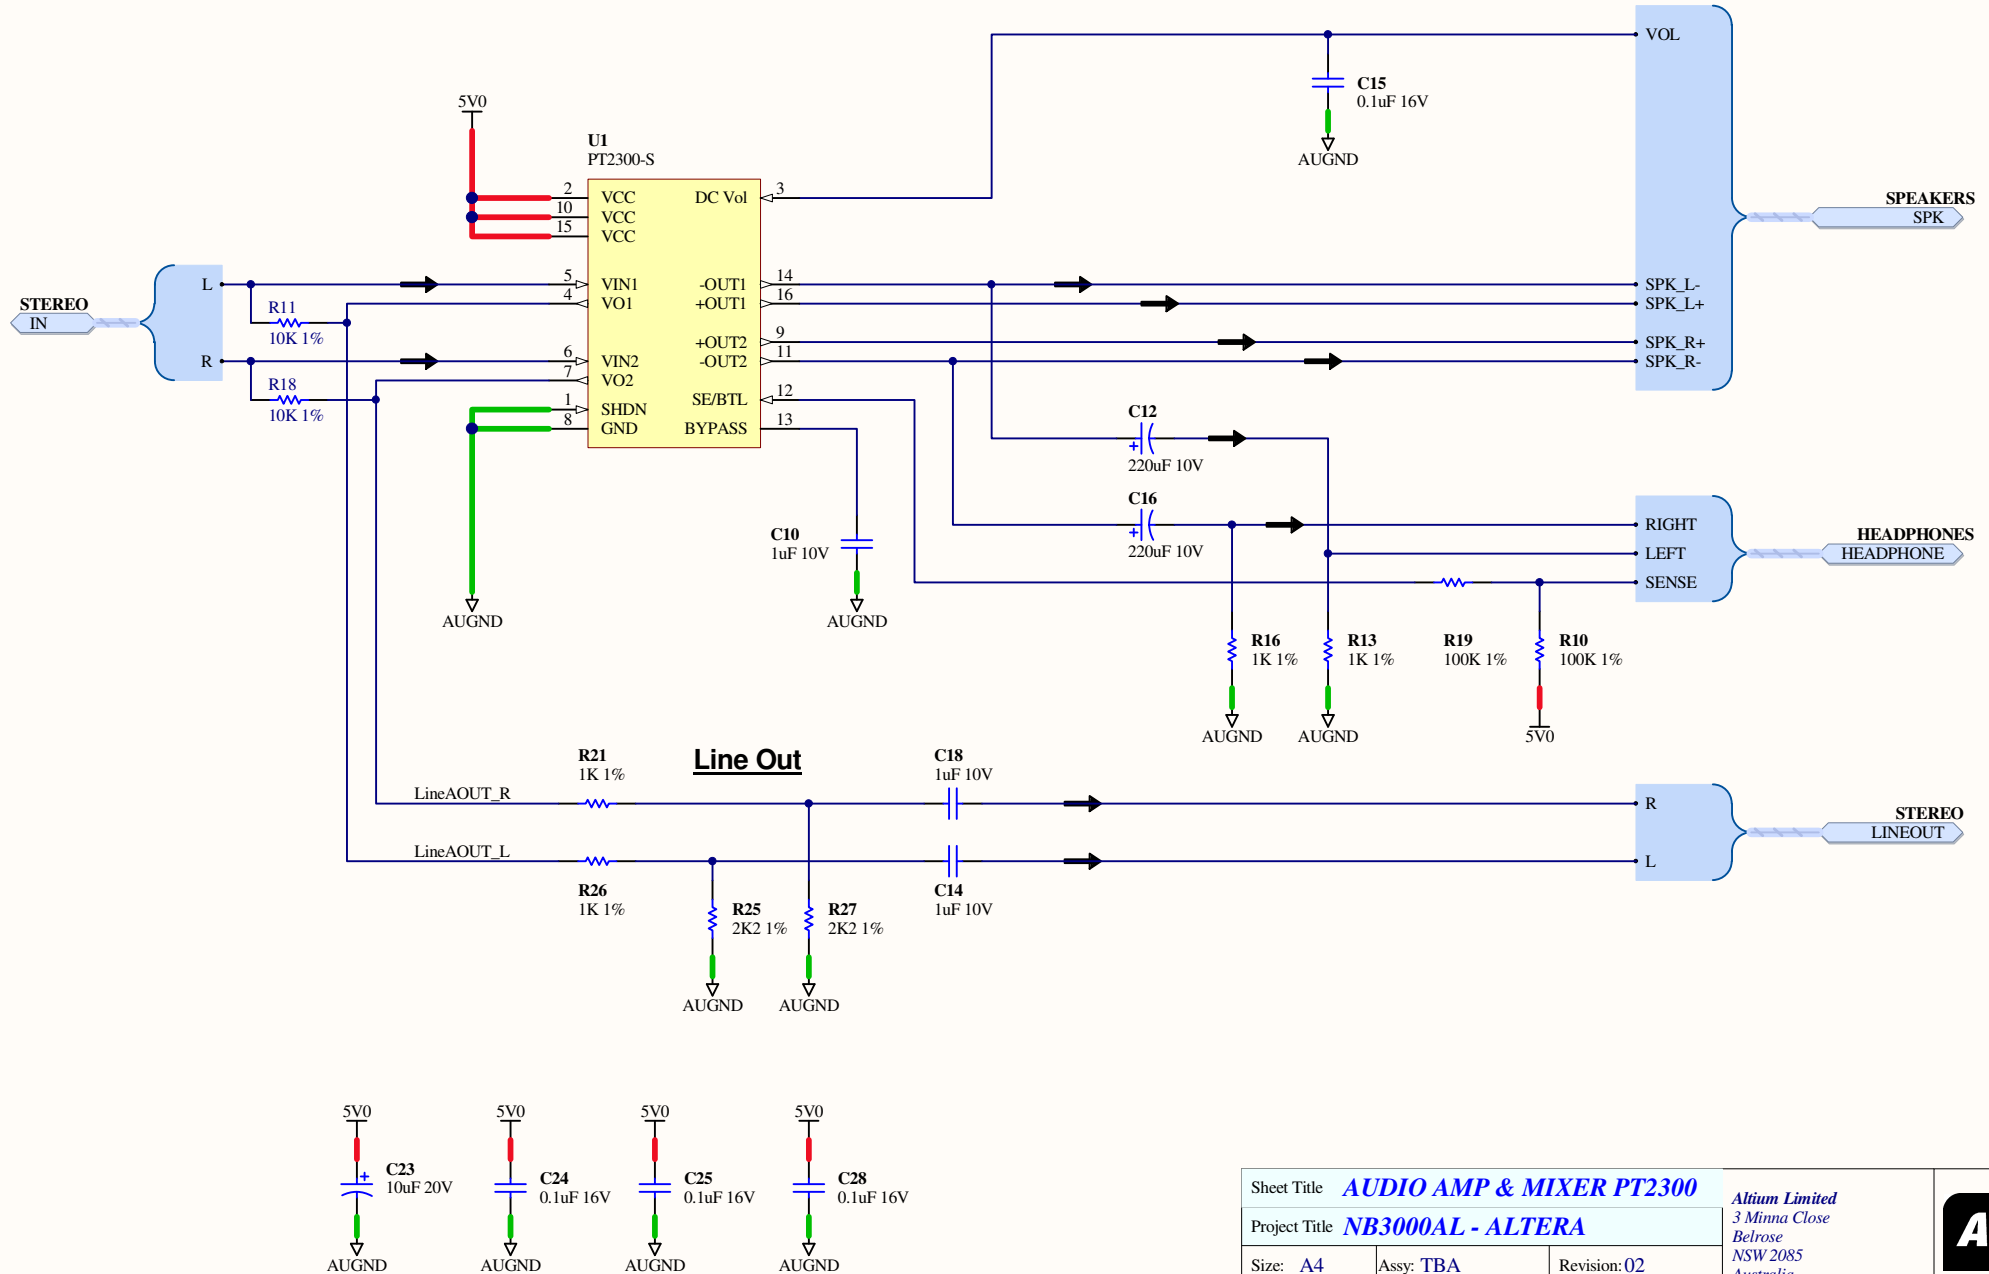 VOL
C15
0.1uF 16V
AUGND
5V0
U1
PT2300-S
2 VCC
10 VCC
15 VCC
DC Vol 3
SPEAKERS
SPK
L
5 VIN1
4 VO1
-OUT1 14
+OUT1 16
SPK_L-
SPK_L+
STEREO
IN
R11
10K 1%
+OUT2 9
-OUT2 11
SPK_R+
SPK_R-
R
6 VIN2
7 VO2
R18
10K 1%
1 SHDN
8 GND
SE/BTL 12
BYPASS 13
C12
+
220uF 10V
C16
+
220uF 10V
C10
1uF 10V
AUGND
AUGND
RIGHT
LEFT
SENSE
HEADPHONES
HEADPHONE
R16
1K 1%
R13
1K 1%
R19
100K 1%
R10
100K 1%
AUGND
AUGND
5V0
Line Out
R21
1K 1%
C18
1uF 10V
LineAOUT_R
LineAOUT_L
R
L
STEREO
LINEOUT
R26
1K 1%
C14
1uF 10V
R25
2K2 1%
R27
2K2 1%
AUGND
AUGND
5V0
5V0
5V0
5V0
+
C23
10uF 20V
C24
0.1uF 16V
C25
0.1uF 16V
C28
0.1uF 16V
AUGND
AUGND
AUGND
AUGND
Sheet Title AUDIO AMP & MIXER PT2300
Project Title NB3000AL - ALTERA
Size: A4
Assy: TBA
Revision: 02
Altium Limited
3 Minna Close
Belrose
NSW 2085
Australia
A